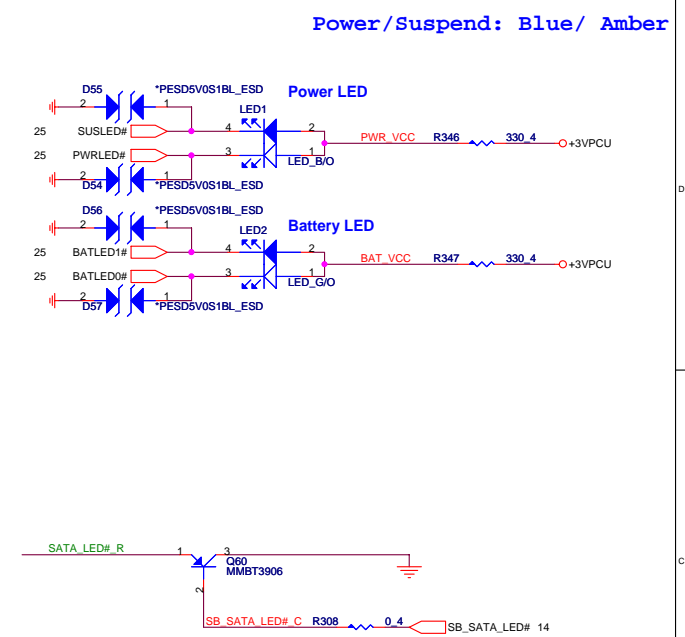 Power/Suspend: Blue/ Amber
D55 *PESD5V0S1BL_ESD Power LED
2 1 LED1
25 SUSLED# 4 2
PWR_VCC R346 330_4 +3VPCU
25 PWRLED# 3 1
LED_B/O
2 1
D54 *PESD5V0S1BL_ESD
D
D56 *PESD5V0S1BL_ESD
2 1 Battery LED
LED2
25 BATLED1# 4 2
BAT_VCC R347 330_4 +3VPCU
25 BATLED0# 3 1
LED_G/O
2 1
D57 *PESD5V0S1BL_ESD
SATA_LED#_R 1 3
Q60
MMBT3906
C
2
SB_SATA_LED#_C R308 0_4 SB_SATA_LED# 14